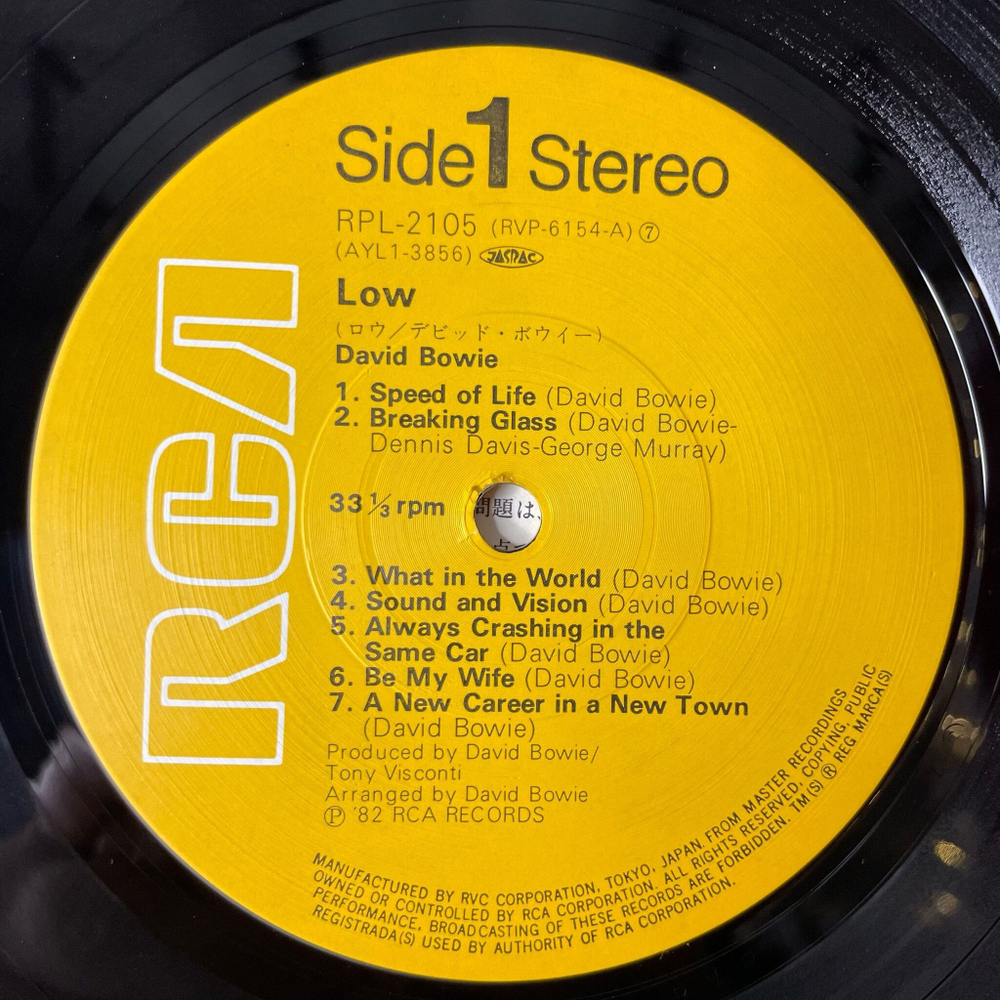 Side 1 Stereo
RPL-2105 (RVP-6154-A) ⑦
(AYL1-3856) JASRAC
Low
(ロウ/デビッド・ボウイー)
David Bowie
1. Speed of Life (David Bowie)
2. Breaking Glass (David Bowie-
Dennis Davis-George Murray)
33 1/3 rpm
問題は、
点
3. What in the World (David Bowie)
4. Sound and Vision (David Bowie)
5. Always Crashing in the
Same Car (David Bowie)
6. Be My Wife (David Bowie)
7. A New Career in a New Town
(David Bowie)
Produced by David Bowie/
Tony Visconti
Arranged by David Bowie
Ⓟ '82 RCA RECORDS
RCA
MANUFACTURED BY RVC CORPORATION, TOKYO, JAPAN FROM MASTER RECORDINGS
OWNED OR CONTROLLED BY RCA CORPORATION. ALL RIGHTS RESERVED, COPYING, PUBLIC
PERFORMANCE, BROADCASTING OF THESE RECORDS ARE FORBIDDEN. TM(S) ® REG MARCA(S)
REGISTRADA(S) USED BY AUTHORITY OF RCA CORPORATION.